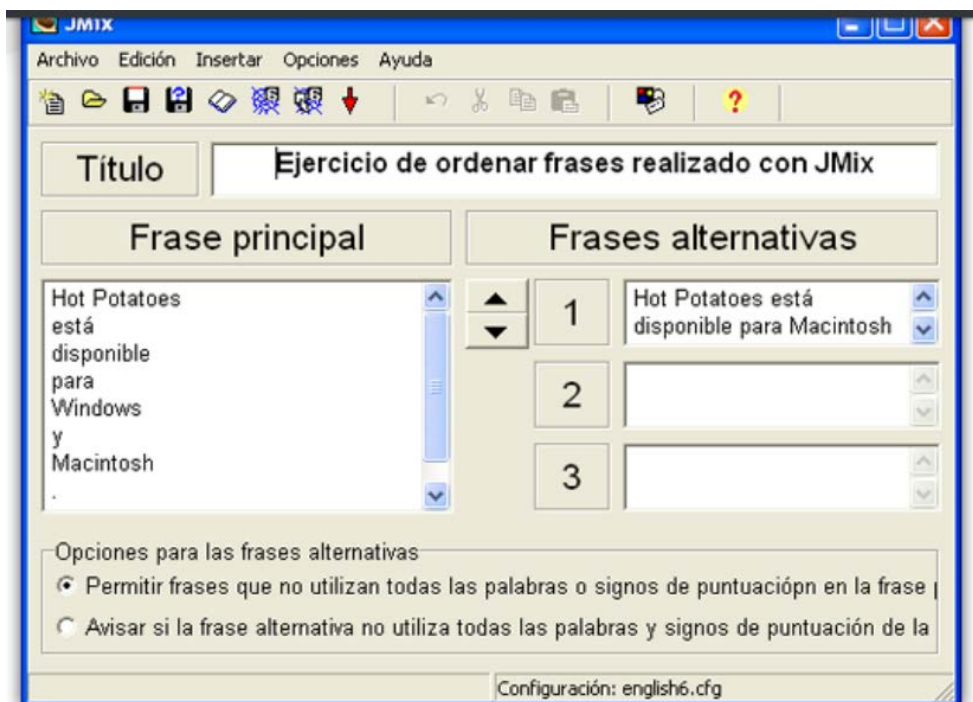 JMix
Archivo Edición Insertar Opciones Ayuda
Título
Ejercicio de ordenar frases realizado con JMix
Frase principal
Frases alternativas
Hot Potatoes
está
disponible
para
Windows
y
Macintosh
.
1
Hot Potatoes está
disponible para Macintosh
2
3
Opciones para las frases alternativas
Permitir frases que no utilizan todas las palabras o signos de puntuaciópn en la frase
Avisar si la frase alternativa no utiliza todas las palabras y signos de puntuación de la
Configuración: english6.cfg